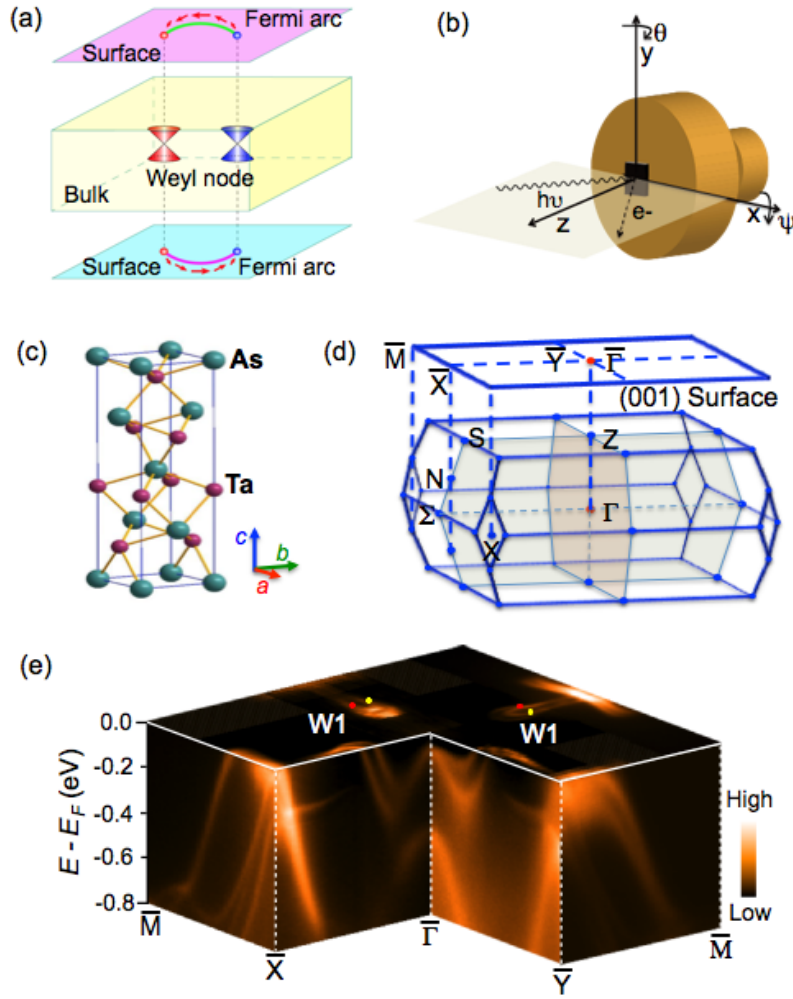 (a)
Fermi arc
Surface
Weyl node
Bulk
Surface
Fermi arc
(b)
θ
y
hυ
e-
z
x
ψ
(c)
As
Ta
c
b
a
(d)
M̅
X̅
Y̅
Γ̅
(001) Surface
S
Z
N
Σ
Γ
X
(e)
0.0
-0.2
-0.4
-0.6
-0.8
E - E_F (eV)
W1
W1
High
Low
M̅
X̅
Γ̅
Y̅
M̅